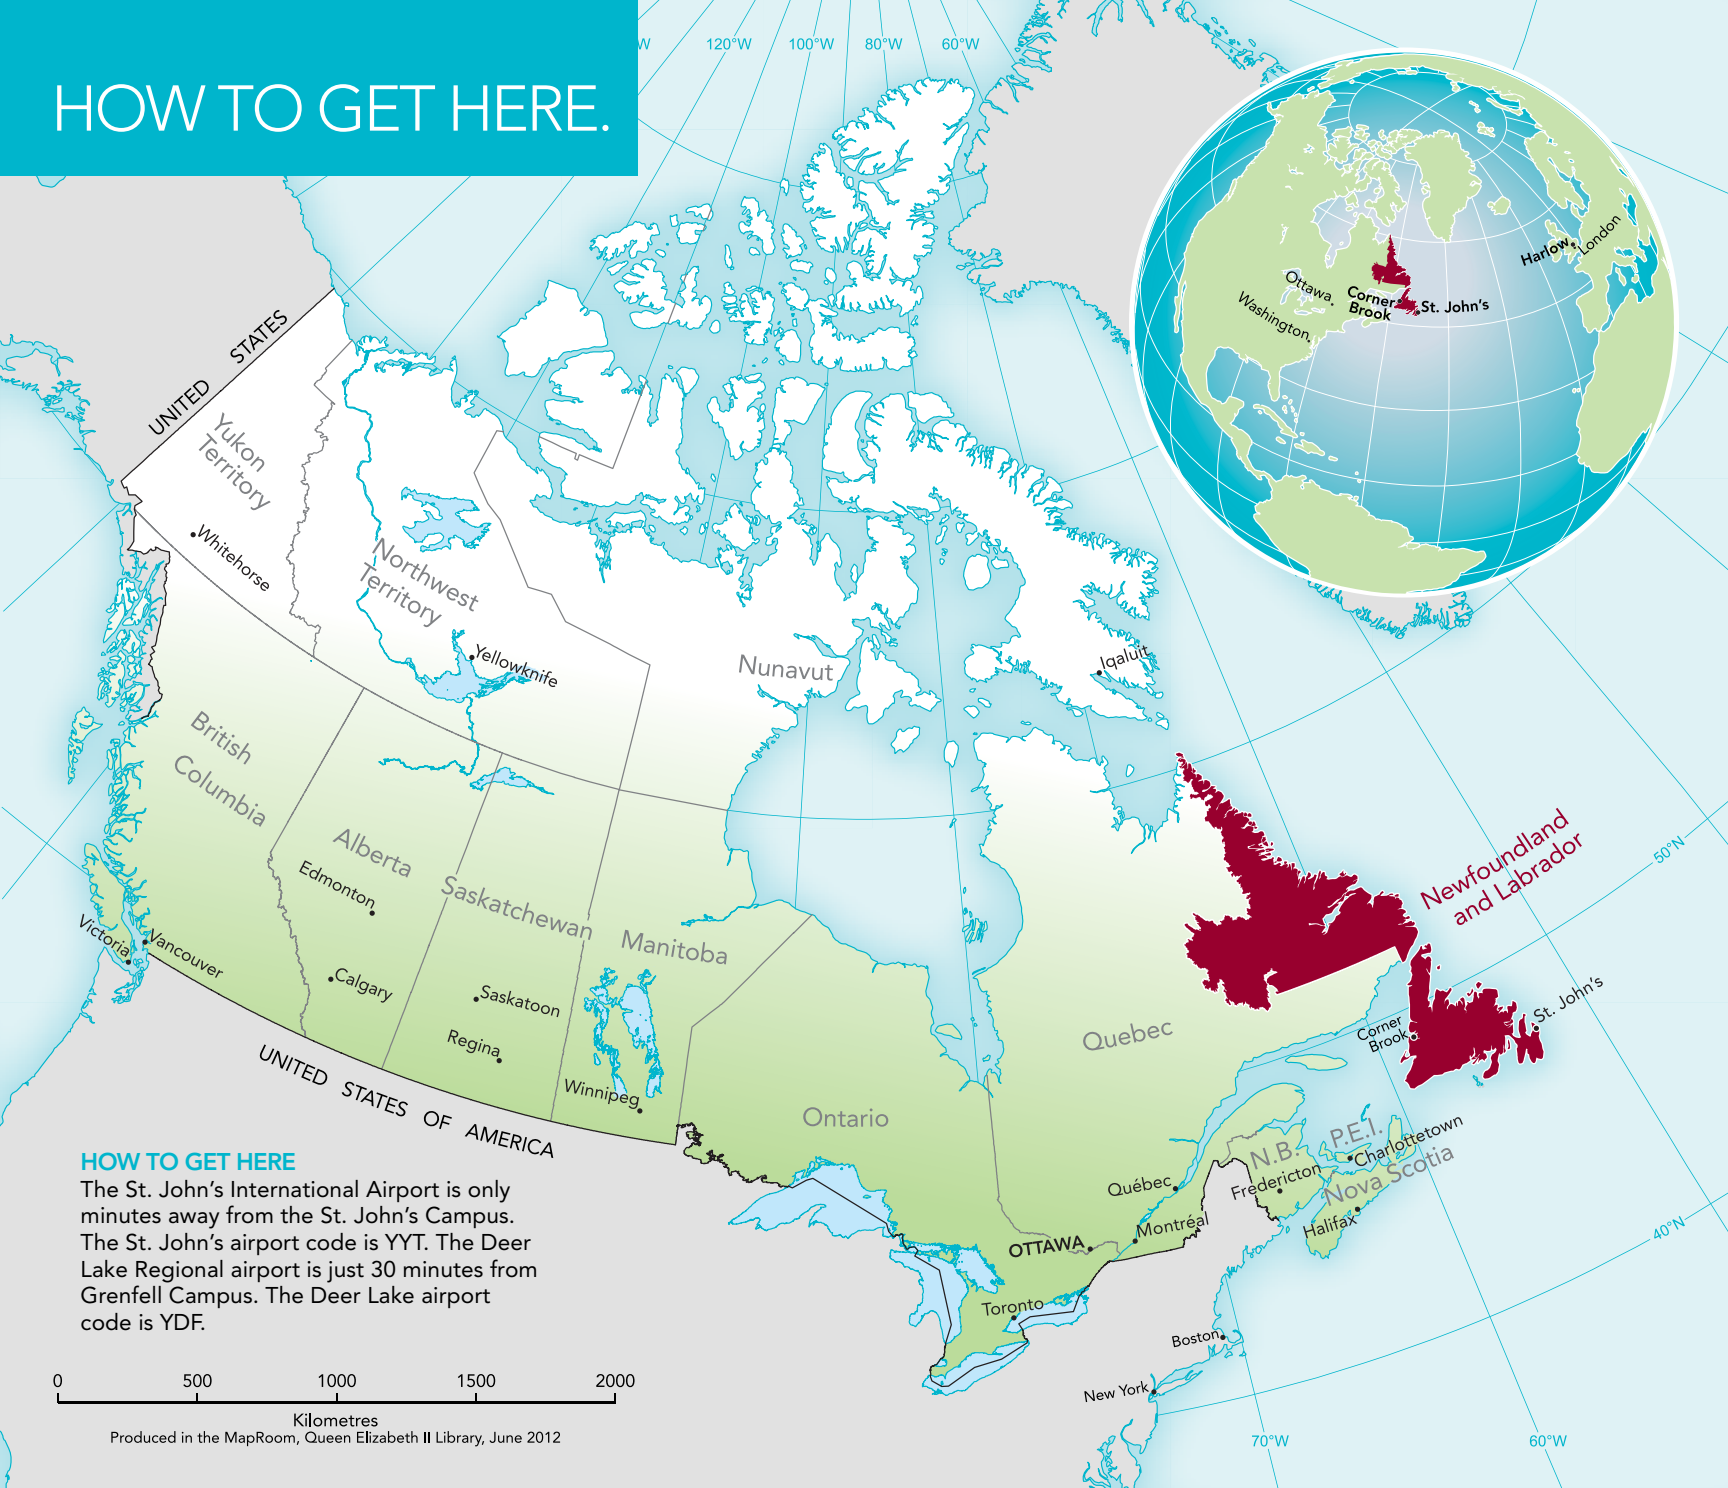 HOW TO GET HERE.
W
120°W
100°W
80°W
60°W
London
Harlow
Ottawa
Corner
Brook
St. John's
Washington
UNITED STATES
Yukon
Territory
Whitehorse
Northwest
Territory
Yellowknife
Nunavut
Iqaluit
British
Columbia
Alberta
Edmonton
Saskatchewan
Manitoba
Newfoundland
and Labrador
50°N
Victoria
Vancouver
Calgary
Saskatoon
Regina
Winnipeg
Quebec
Corner
Brook
St. John's
UNITED STATES OF AMERICA
Ontario
N.B.
P.E.I.
Charlottetown
Fredericton
Nova Scotia
Québec
Halifax
Montréal
OTTAWA
40°N
Toronto
Boston
New York
70°W
60°W
HOW TO GET HERE
The St. John's International Airport is only
minutes away from the St. John's Campus.
The St. John's airport code is YYT. The Deer
Lake Regional airport is just 30 minutes from
Grenfell Campus. The Deer Lake airport
code is YDF.
0 500 1000 1500 2000
Kilometres
Produced in the MapRoom, Queen Elizabeth II Library, June 2012